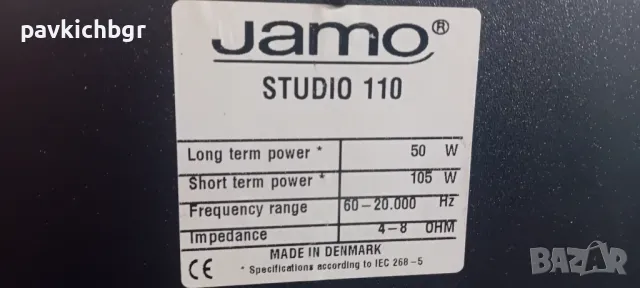 pavkichbgr
Jamo®
STUDIO 110
Long term power * 50 W
Short term power * 105 W
Frequency range 60-20.000 Hz
Impedance 4-8 OHM
MADE IN DENMARK
CE * Specifications according to IEC 268-5
BAZAR